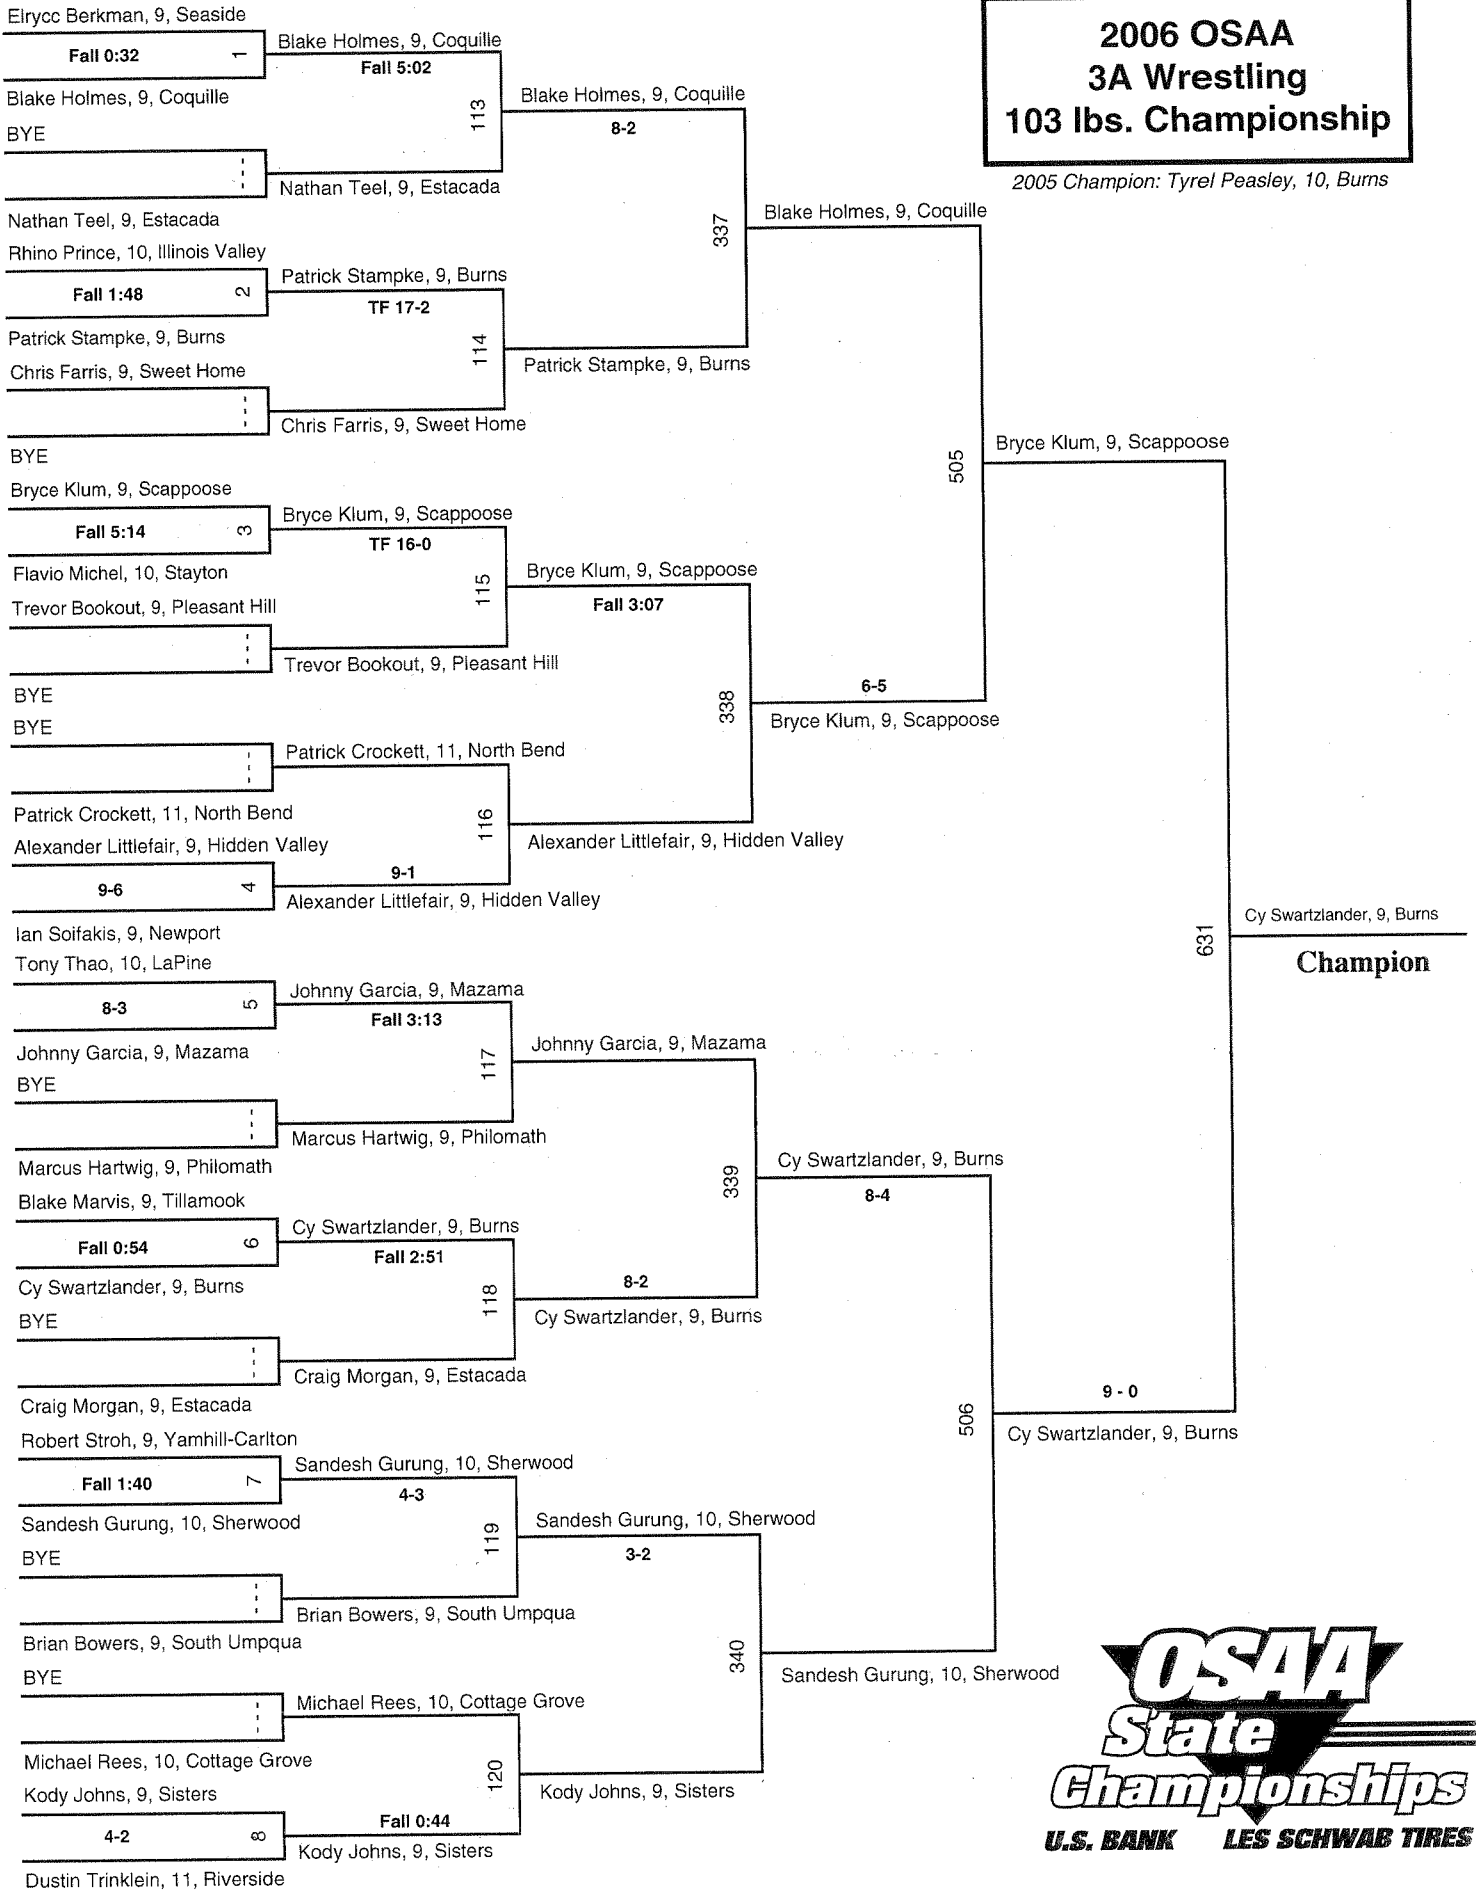 Elrycc Berkman, 9, Seaside
Fall 0:32
1
Blake Holmes, 9, Coquille
Blake Holmes, 9, Coquille
Fall 5:02
113
BYE
Nathan Teel, 9, Estacada
Nathan Teel, 9, Estacada
Blake Holmes, 9, Coquille
8-2
337
Rhino Prince, 10, Illinois Valley
Fall 1:48
2
Patrick Stampke, 9, Burns
Patrick Stampke, 9, Burns
TF 17-2
114
Chris Farris, 9, Sweet Home
BYE
Chris Farris, 9, Sweet Home
Patrick Stampke, 9, Burns
Blake Holmes, 9, Coquille
505
Bryce Klum, 9, Scappoose
Fall 5:14
3
Flavio Michel, 10, Stayton
Bryce Klum, 9, Scappoose
TF 16-0
115
Trevor Bookout, 9, Pleasant Hill
BYE
Trevor Bookout, 9, Pleasant Hill
Bryce Klum, 9, Scappoose
Fall 3:07
338
BYE
Patrick Crockett, 11, North Bend
Patrick Crockett, 11, North Bend
116
Alexander Littlefair, 9, Hidden Valley
9-6
4
Ian Soifakis, 9, Newport
9-1
Alexander Littlefair, 9, Hidden Valley
Alexander Littlefair, 9, Hidden Valley
6-5
Bryce Klum, 9, Scappoose
Bryce Klum, 9, Scappoose
631
Tony Thao, 10, LaPine
8-3
5
Johnny Garcia, 9, Mazama
Johnny Garcia, 9, Mazama
Fall 3:13
117
BYE
Marcus Hartwig, 9, Philomath
Marcus Hartwig, 9, Philomath
Johnny Garcia, 9, Mazama
339
Blake Marvis, 9, Tillamook
Fall 0:54
6
Cy Swartzlander, 9, Burns
Cy Swartzlander, 9, Burns
Fall 2:51
118
BYE
Craig Morgan, 9, Estacada
Craig Morgan, 9, Estacada
8-2
Cy Swartzlander, 9, Burns
Cy Swartzlander, 9, Burns
8-4
506
Robert Stroh, 9, Yamhill-Carlton
Fall 1:40
7
Sandesh Gurung, 10, Sherwood
Sandesh Gurung, 10, Sherwood
4-3
119
BYE
Brian Bowers, 9, South Umpqua
Brian Bowers, 9, South Umpqua
Sandesh Gurung, 10, Sherwood
3-2
340
BYE
Michael Rees, 10, Cottage Grove
Michael Rees, 10, Cottage Grove
120
Kody Johns, 9, Sisters
4-2
8
Dustin Trinklein, 11, Riverside
Fall 0:44
Kody Johns, 9, Sisters
Kody Johns, 9, Sisters
Sandesh Gurung, 10, Sherwood
9 - 0
Cy Swartzlander, 9, Burns
Cy Swartzlander, 9, Burns
Champion
2006 OSAA
3A Wrestling
103 lbs. Championship
2005 Champion: Tyrel Peasley, 10, Burns
OSAA
State
Championships
U.S. BANK LES SCHWAB TIRES